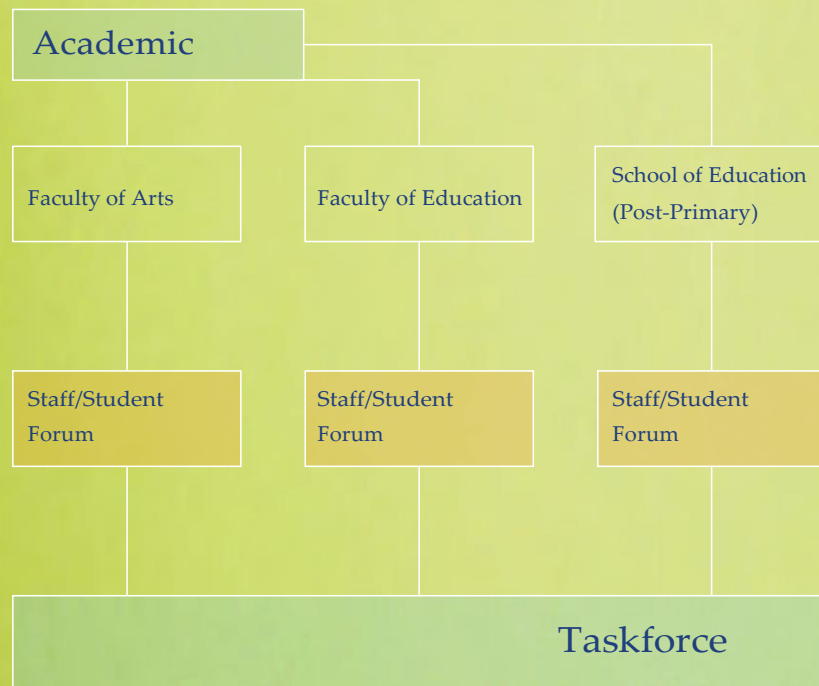 Academic
Faculty of Arts
Faculty of Education
School of Education
(Post-Primary)
Staff/Student
Forum
Staff/Student
Forum
Staff/Student
Forum
Taskforce